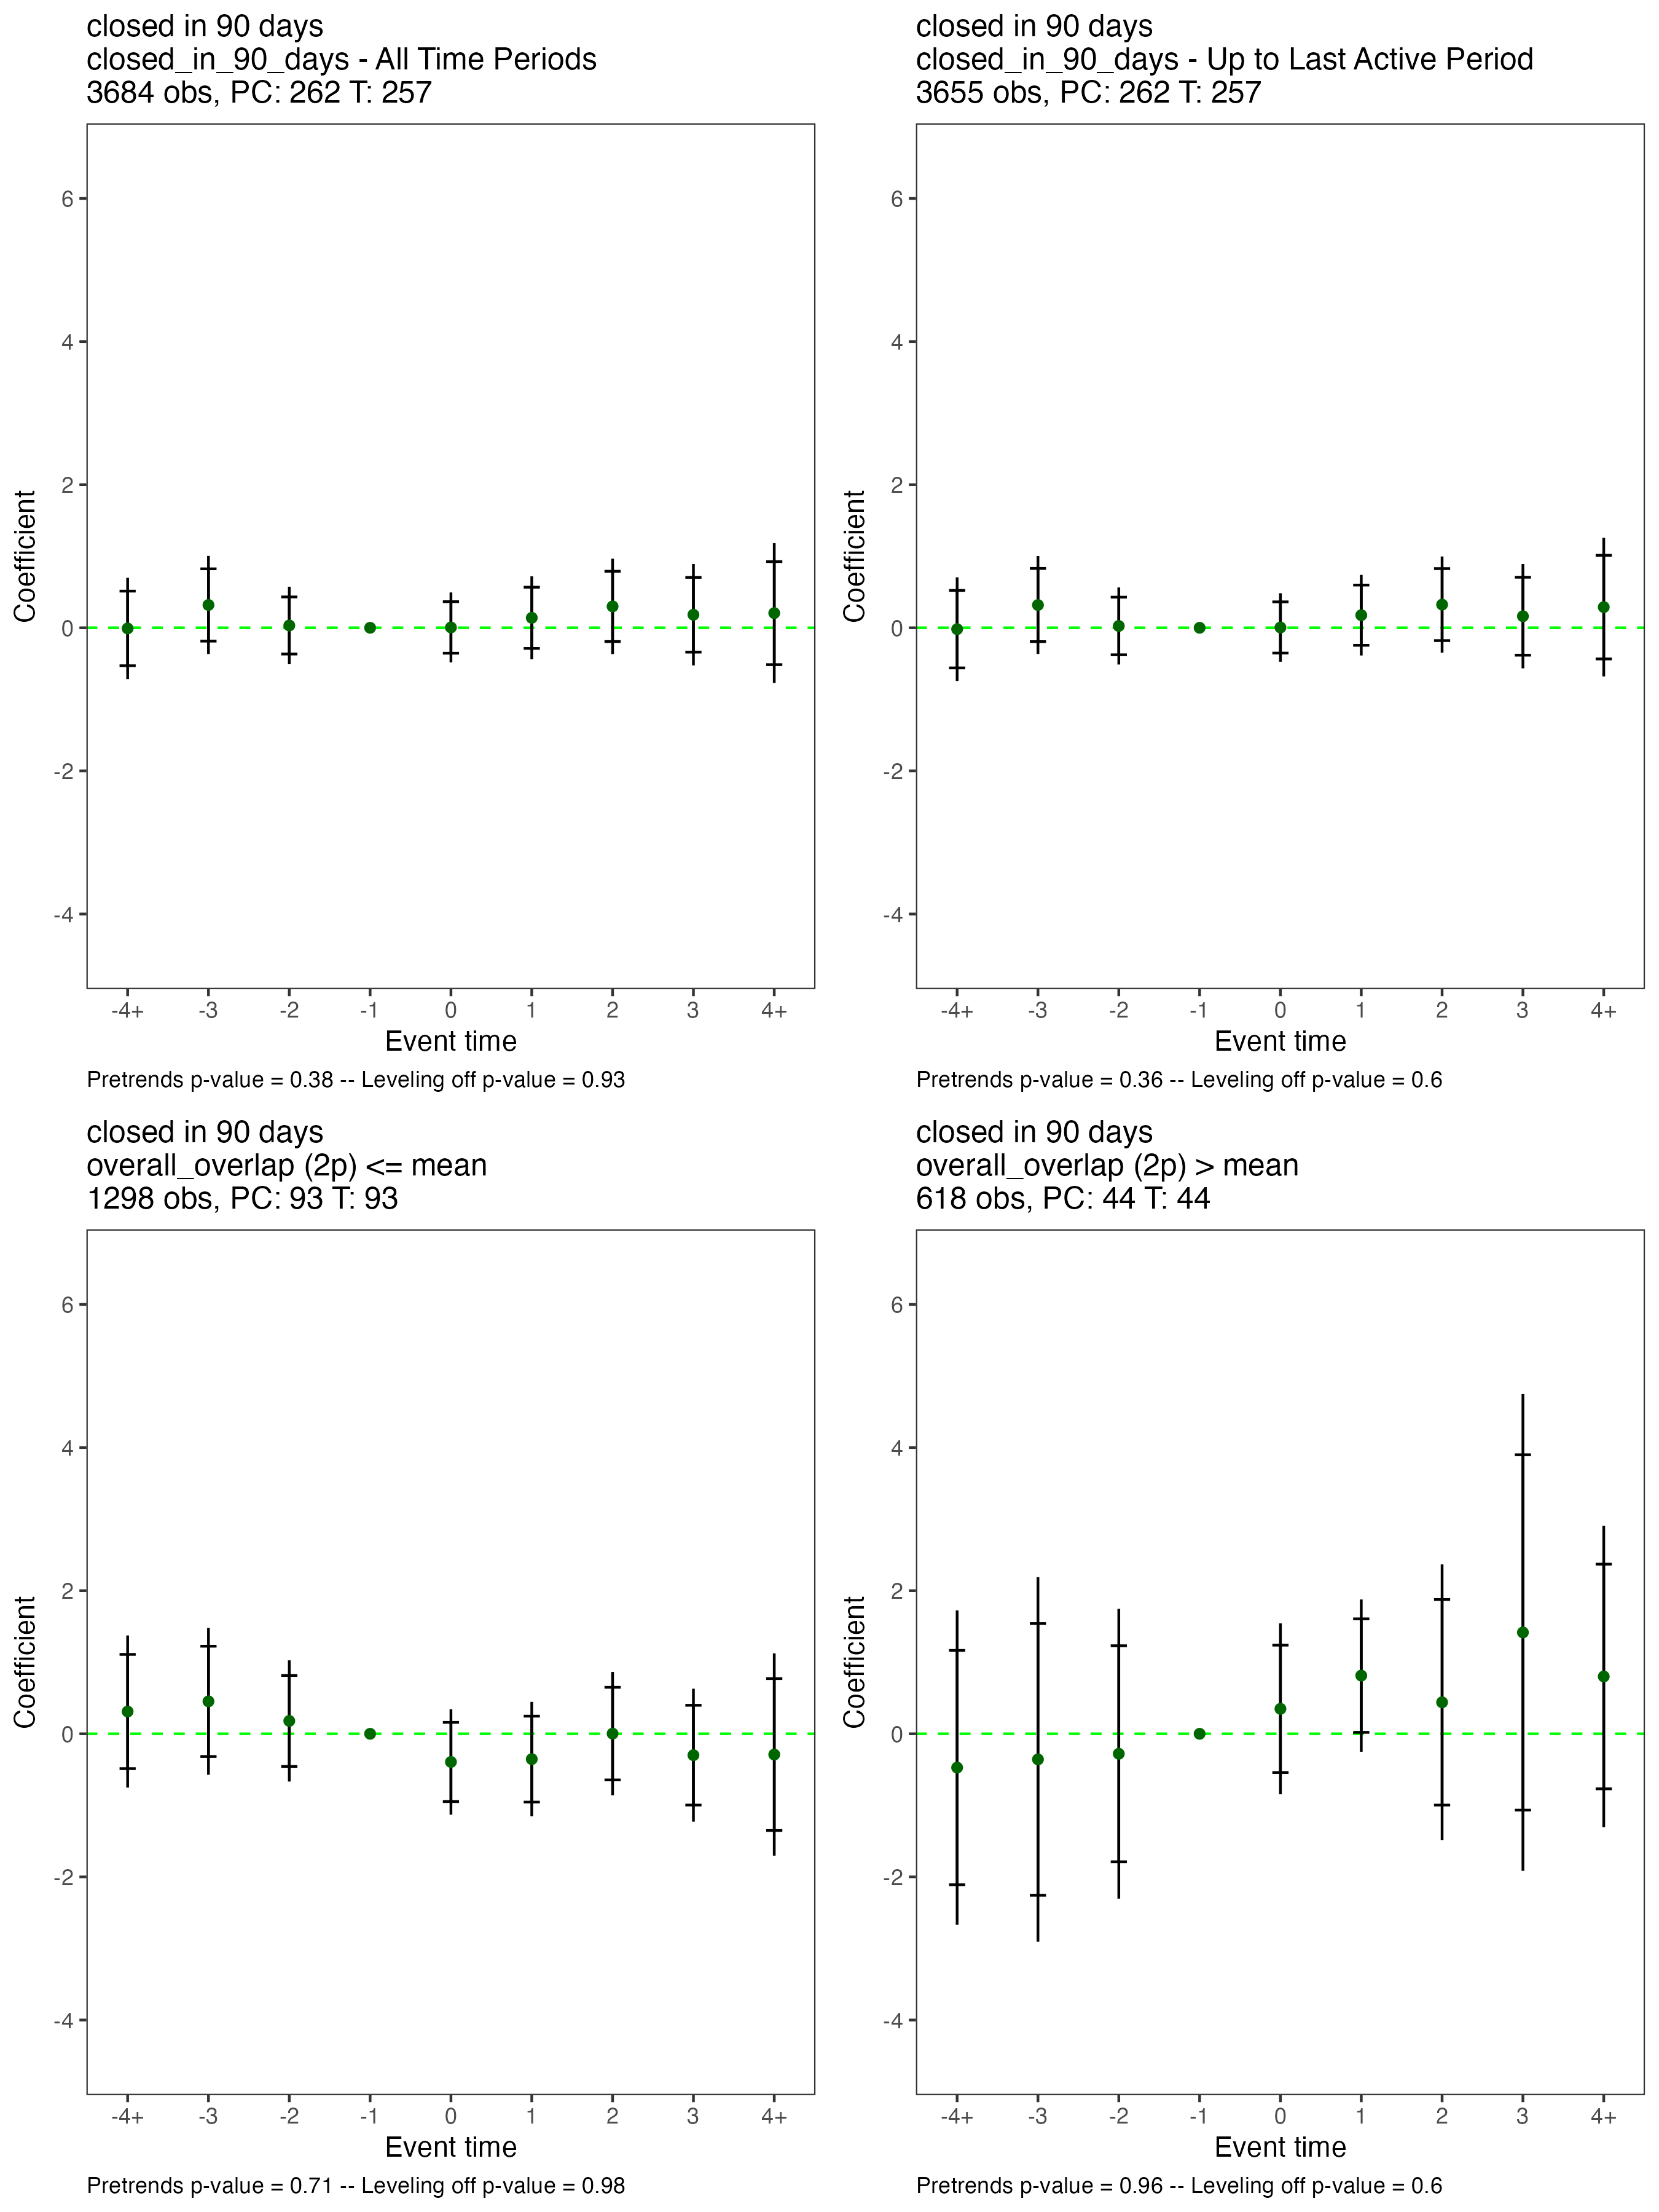 closed in 90 days
closed_in_90_days - All Time Periods
3684 obs, PC: 262 T: 257
Coefficient
6
4
2
0
-2
-4
-4+ -3 -2 -1 0 1 2 3 4+
Event time
Pretrends p-value = 0.38 -- Leveling off p-value = 0.93
closed in 90 days
closed_in_90_days - Up to Last Active Period
3655 obs, PC: 262 T: 257
Coefficient
6
4
2
0
-2
-4
-4+ -3 -2 -1 0 1 2 3 4+
Event time
Pretrends p-value = 0.36 -- Leveling off p-value = 0.6
closed in 90 days
overall_overlap (2p) <= mean
1298 obs, PC: 93 T: 93
Coefficient
6
4
2
0
-2
-4
-4+ -3 -2 -1 0 1 2 3 4+
Event time
Pretrends p-value = 0.71 -- Leveling off p-value = 0.98
closed in 90 days
overall_overlap (2p) > mean
618 obs, PC: 44 T: 44
Coefficient
6
4
2
0
-2
-4
-4+ -3 -2 -1 0 1 2 3 4+
Event time
Pretrends p-value = 0.96 -- Leveling off p-value = 0.6